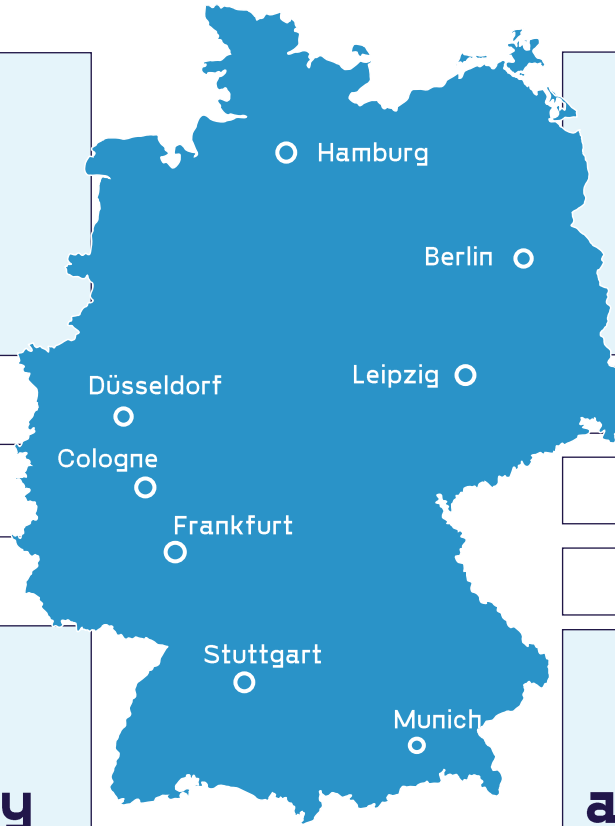 Hamburg
Berlin
Leipzig
Düsseldorf
Cologne
Frankfurt
Stuttgart
Munich
y
a